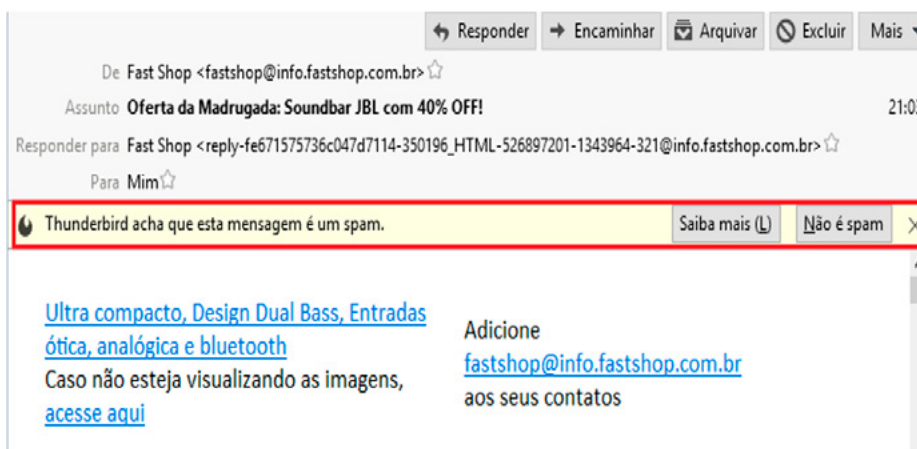 Responder Encaminhar Arquivar Excluir Mais
De Fast Shop <fastshop@info.fastshop.com.br>
Assunto Oferta da Madrugada: Soundbar JBL com 40% OFF! 21:03
Responder para Fast Shop <reply-fe671575736c047d7114-350196_HTML-526897201-1343964-321@info.fastshop.com.br>
Para Mim
Thunderbird acha que esta mensagem é um spam. Saiba mais (L) Não é spam
Ultra compacto, Design Dual Bass, Entradas
ótica, analógica e bluetooth
Caso não esteja visualizando as imagens,
acesse aqui
Adicione
fastshop@info.fastshop.com.br
aos seus contatos